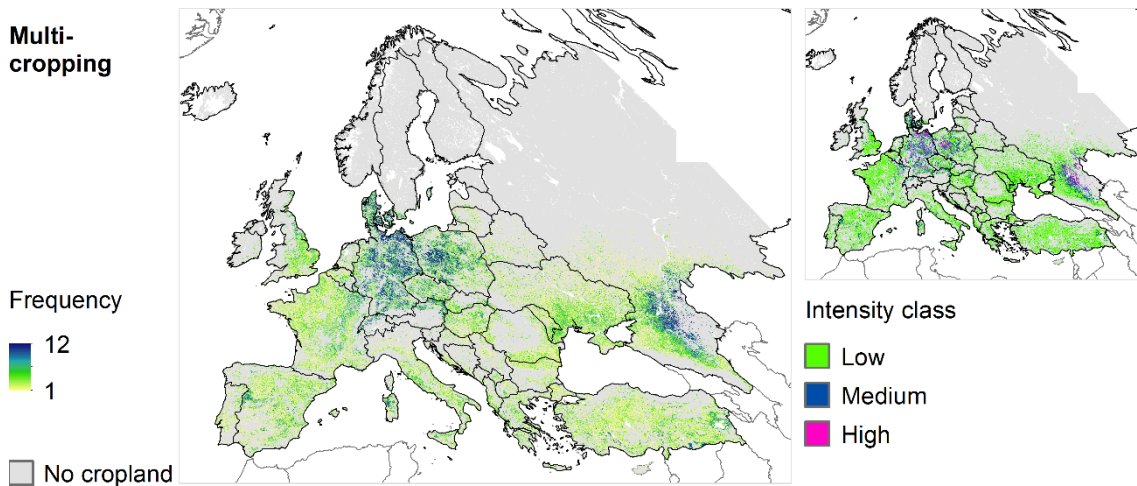 Multi-
cropping
Frequency
12
1
No cropland
Intensity class
Low
Medium
High